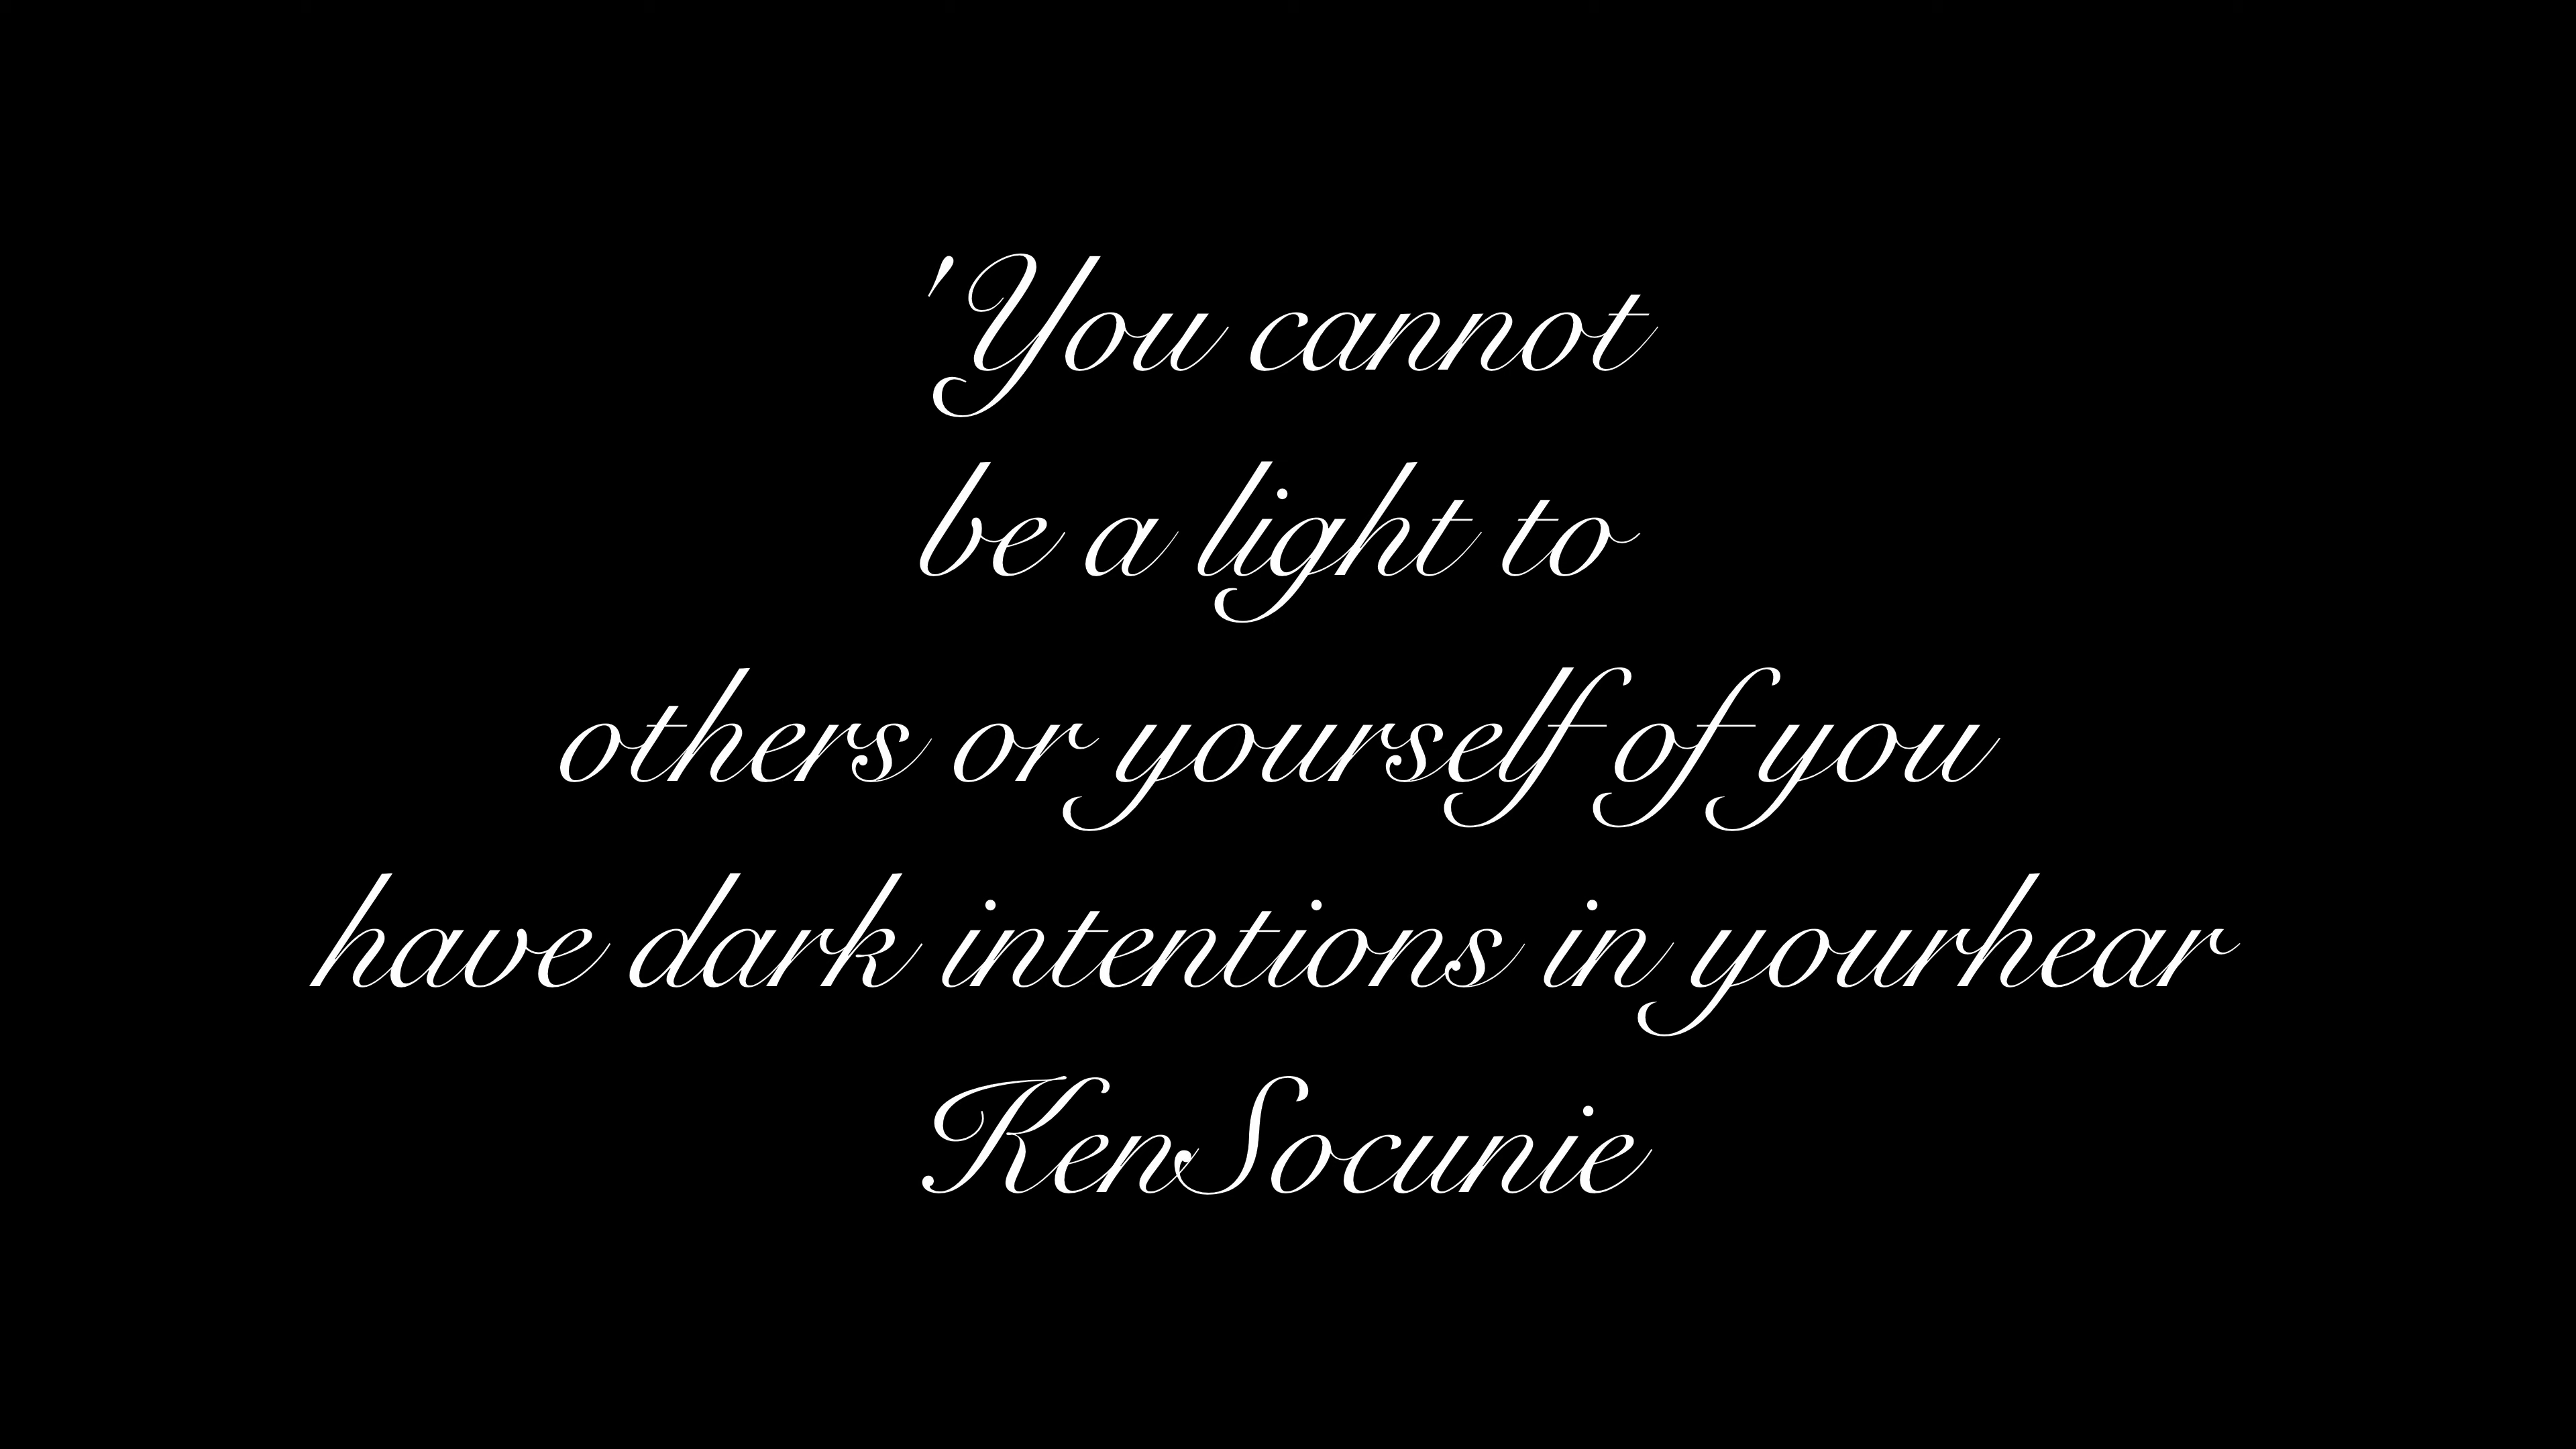 'You cannot
be a light to
others or yourself of you
have dark intentions in yourhear
KenSocunie